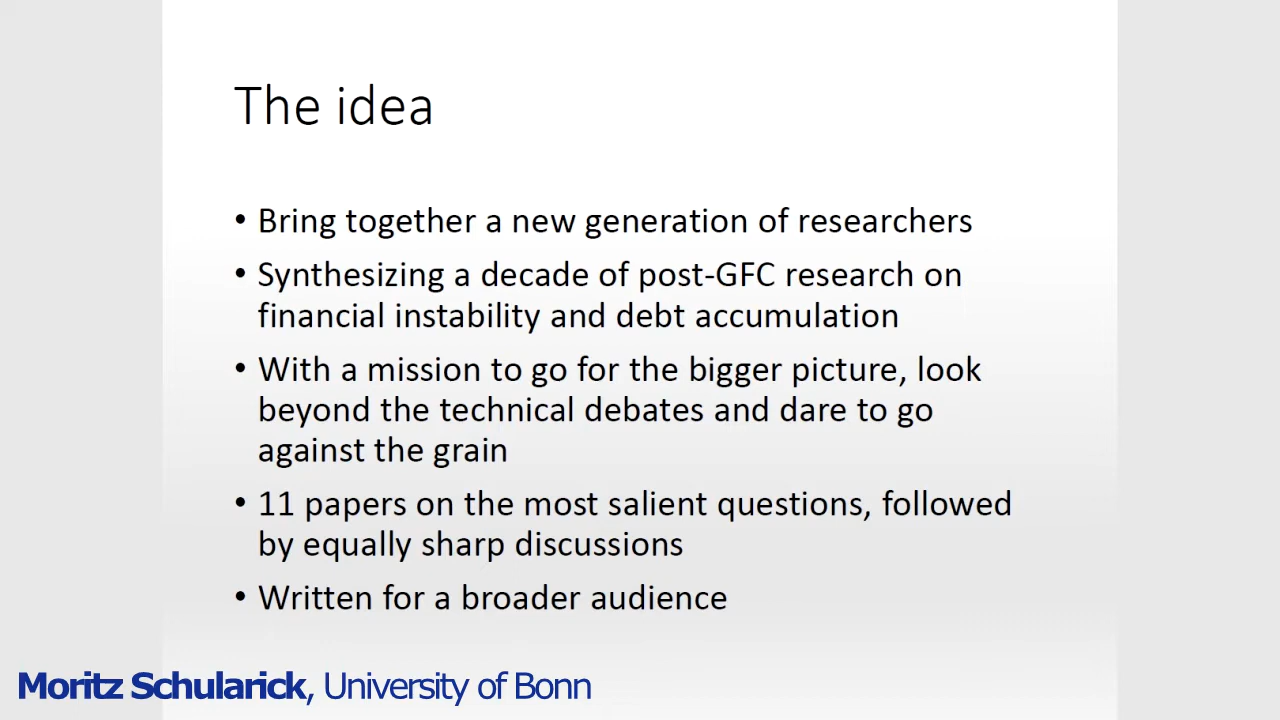 The idea
• Bring together a new generation of researchers
• Synthesizing a decade of post-GFC research on
financial instability and debt accumulation
• With a mission to go for the bigger picture, look
beyond the technical debates and dare to go
against the grain
• 11 papers on the most salient questions, followed
by equally sharp discussions
• Written for a broader audience
Moritz Schularick, University of Bonn